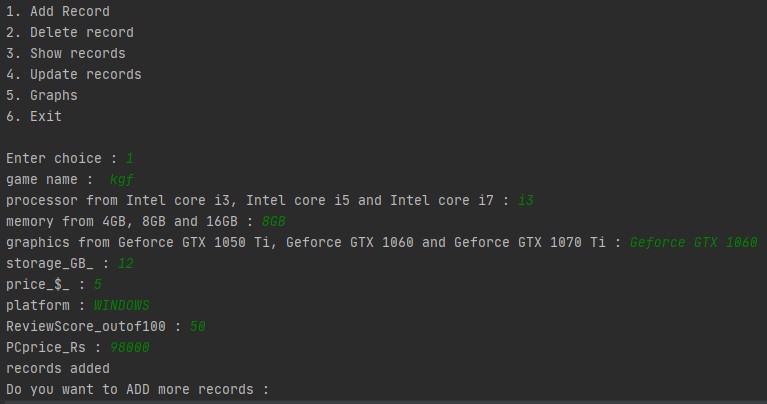 1. Add Record
2. Delete record
3. Show records
4. Update records
5. Graphs
6. Exit
Enter choice : 1
game name :  kgf
processor from Intel core i3, Intel core i5 and Intel core i7 : i3
memory from 4GB, 8GB and 16GB : 8GB
graphics from Geforce GTX 1050 Ti, Geforce GTX 1060 and Geforce GTX 1070 Ti : Geforce GTX 1060
storage_GB_ : 12
price_$_ : 5
platform : WINDOWS
ReviewScore_outof100 : 50
PCprice_Rs : 98000
records added
Do you want to ADD more records :